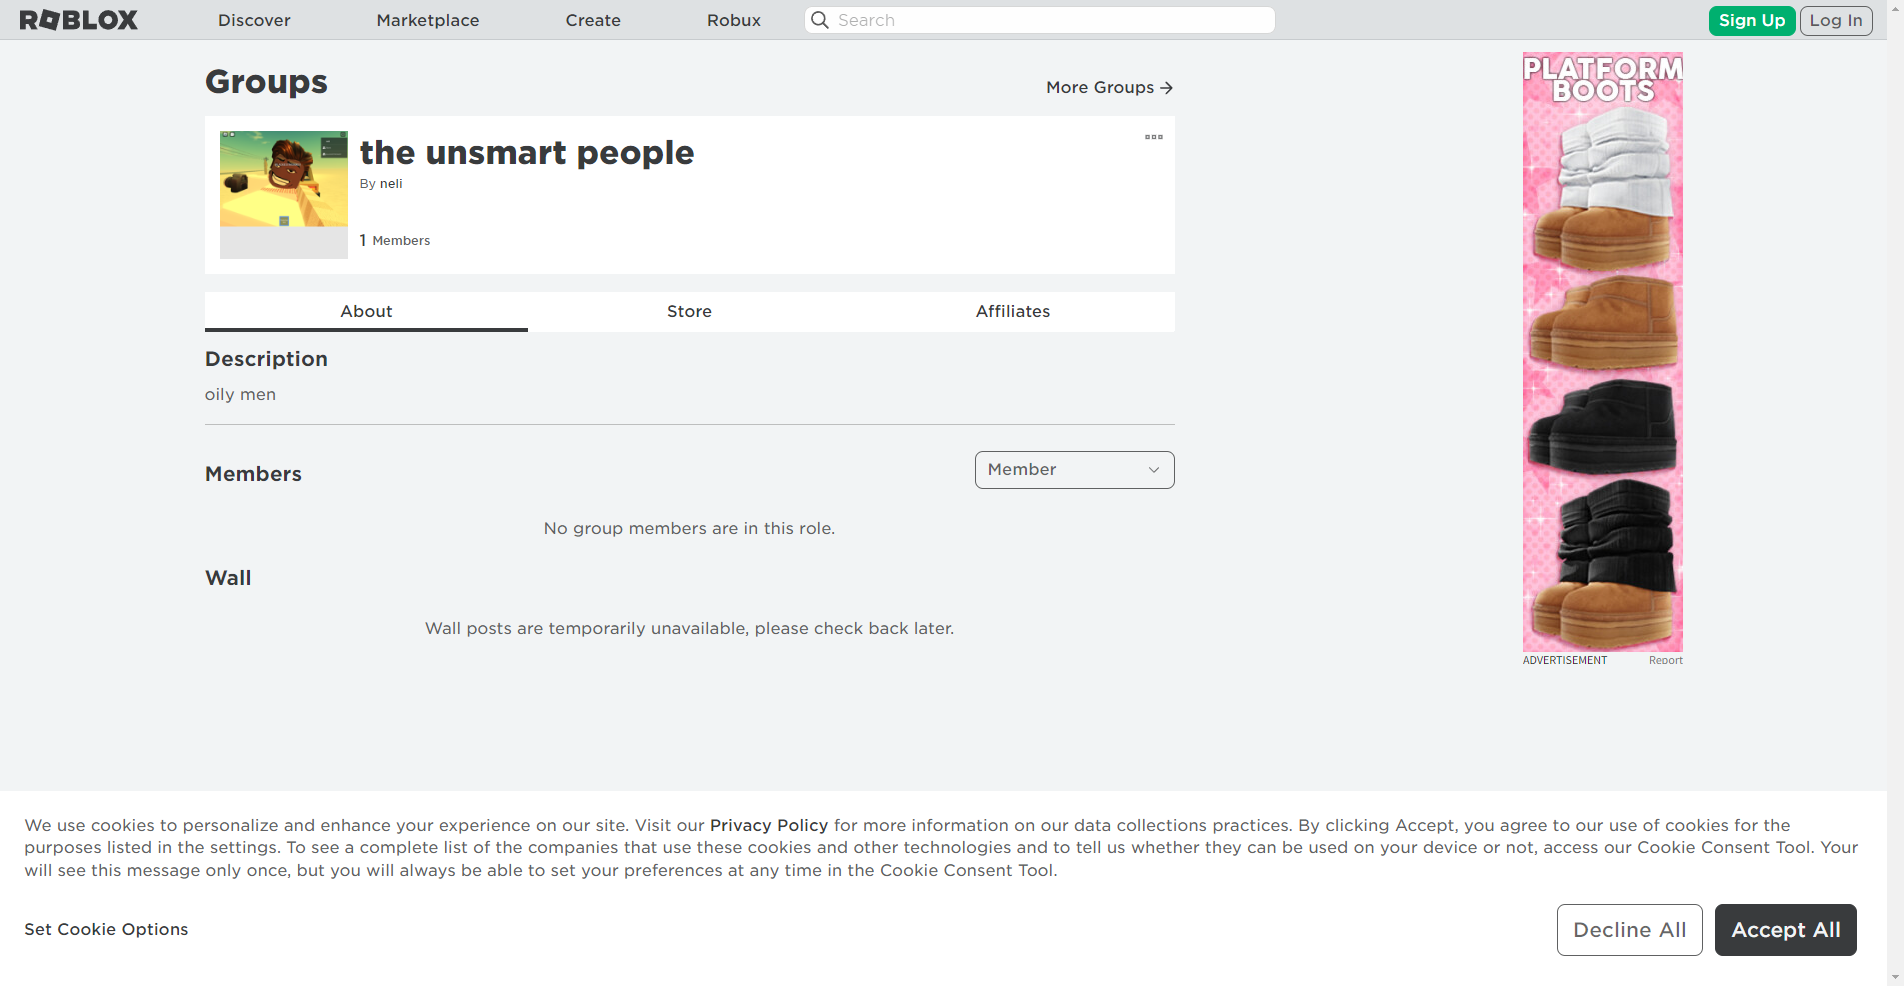 ROBLOX
Discover
Marketplace
Create
Robux
Search
Sign Up
Log In
Groups
More Groups
the unsmart people
By neli
1 Members
About
Store
Affiliates
Description
oily men
Members
Member
No group members are in this role.
Wall
Wall posts are temporarily unavailable, please check back later.
PLATFORM
BOOTS
ADVERTISEMENT
Report
We use cookies to personalize and enhance your experience on our site. Visit our Privacy Policy for more information on our data collections practices. By clicking Accept, you agree to our use of cookies for the
purposes listed in the settings. To see a complete list of the companies that use these cookies and other technologies and to tell us whether they can be used on your device or not, access our Cookie Consent Tool. Your
will see this message only once, but you will always be able to set your preferences at any time in the Cookie Consent Tool.
Set Cookie Options
Decline All
Accept All